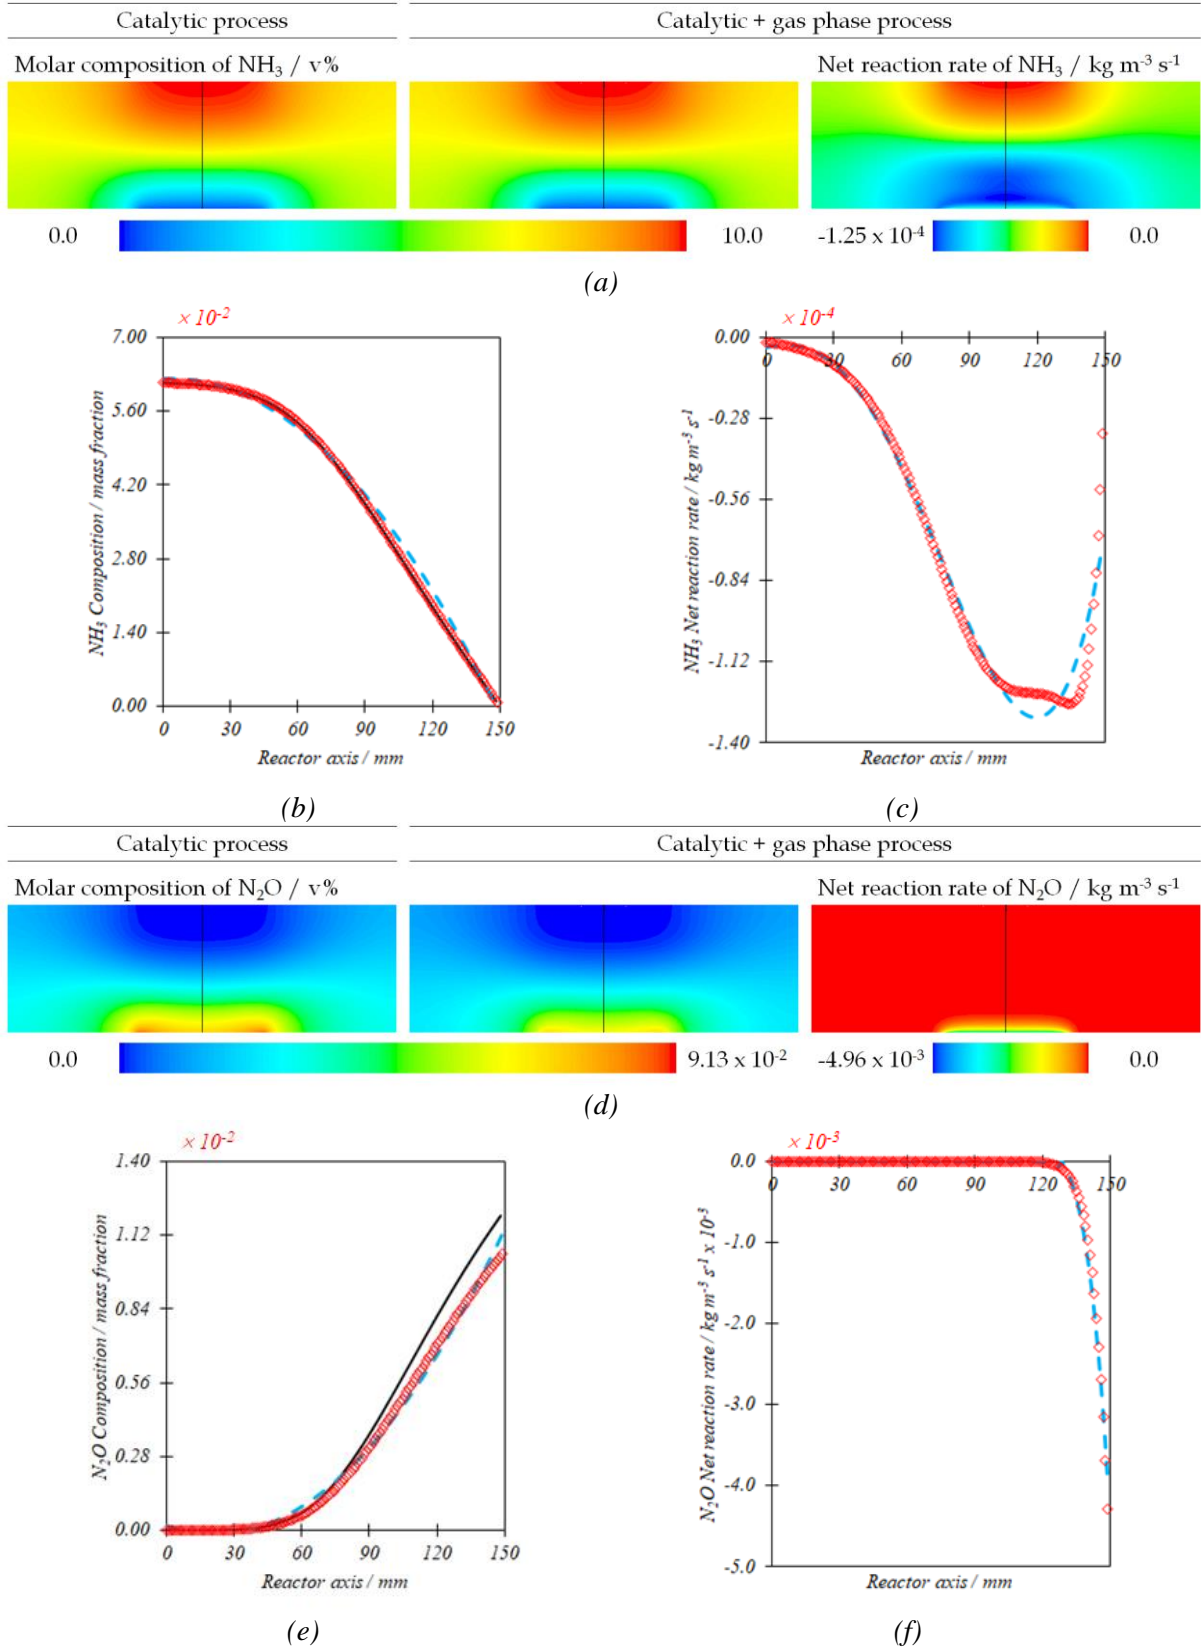 Catalytic process
Catalytic + gas phase process
Molar composition of NH₃ / v%
Net reaction rate of NH₃ / kg m⁻³ s⁻¹
0.0
10.0
-1.25 x 10⁻⁴
0.0
(a)
× 10⁻²
7.00
5.60
4.20
2.80
1.40
0.00
NH₃ Composition / mass fraction
0 30 60 90 120 150
Reactor axis / mm
(b)
× 10⁻⁴
0.00
-0.28
-0.56
-0.84
-1.12
-1.40
NH₃ Net reaction rate / kg m⁻³ s⁻¹
0 30 60 90 120 150
Reactor axis / mm
(c)
Catalytic process
Catalytic + gas phase process
Molar composition of N₂O / v%
Net reaction rate of N₂O / kg m⁻³ s⁻¹
0.0
9.13 x 10⁻²
-4.96 x 10⁻³
0.0
(d)
× 10⁻²
1.40
1.12
0.84
0.56
0.28
0.00
N₂O Composition / mass fraction
0 30 60 90 120 150
Reactor axis / mm
(e)
× 10⁻³
0.0
-1.0
-2.0
-3.0
-4.0
-5.0
N₂O Net reaction rate / kg m⁻³ s⁻¹ x 10⁻³
0 30 60 90 120 150
Reactor axis / mm
(f)